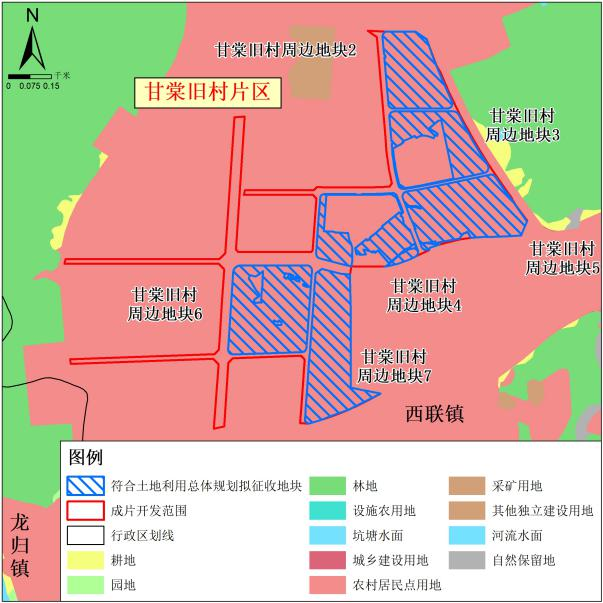 N
千米
0 0.075 0.15
甘棠旧村片区
甘棠旧村周边地块2
甘棠旧村
周边地块3
甘棠旧村
周边地块5
甘棠旧村
周边地块4
甘棠旧村
周边地块6
甘棠旧村
周边地块7
西联镇
龙归镇
图例
符合土地利用总体规划拟征收地块
成片开发范围
行政区划线
耕地
园地
林地
设施农用地
坑塘水面
城乡建设用地
农村居民点用地
采矿用地
其他独立建设用地
河流水面
自然保留地